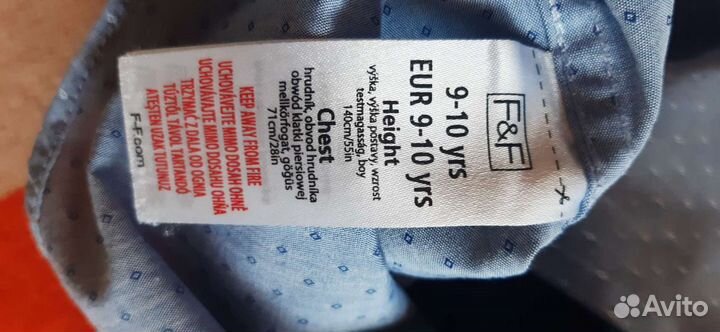 F&F
9-10 yrs
EUR 9-10 yrs
Height
výška, výška postavy, wzrost
testmagasság, boy
140cm/55in
Chest
hrudník, obvod hrudníka
obwód klatki piersiowej
mellkőrfogat, göğüs
71cm/28in
KEEP AWAY FROM FIRE
UCHOVÁVEJTE MIMO DOSAH OHNĚ
UCHOVÁVAJTE MIMO DOSAHU OHŇA
TRZYMAĆ Z DALA OD OGNIA
TŰZTŐL TÁVOL TARTANDÓ
ATEŞTEN UZAK TUTUNUZ
Avito